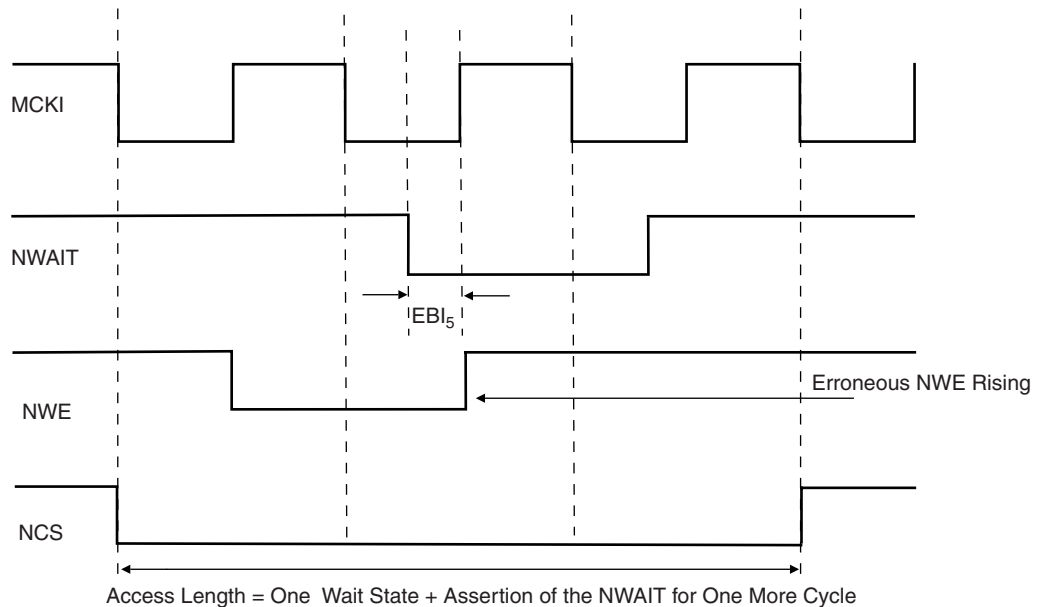 MCKI
NWAIT
EBI5
Erroneous NWE Rising
NWE
NCS
Access Length = One Wait State + Assertion of the NWAIT for One More Cycle